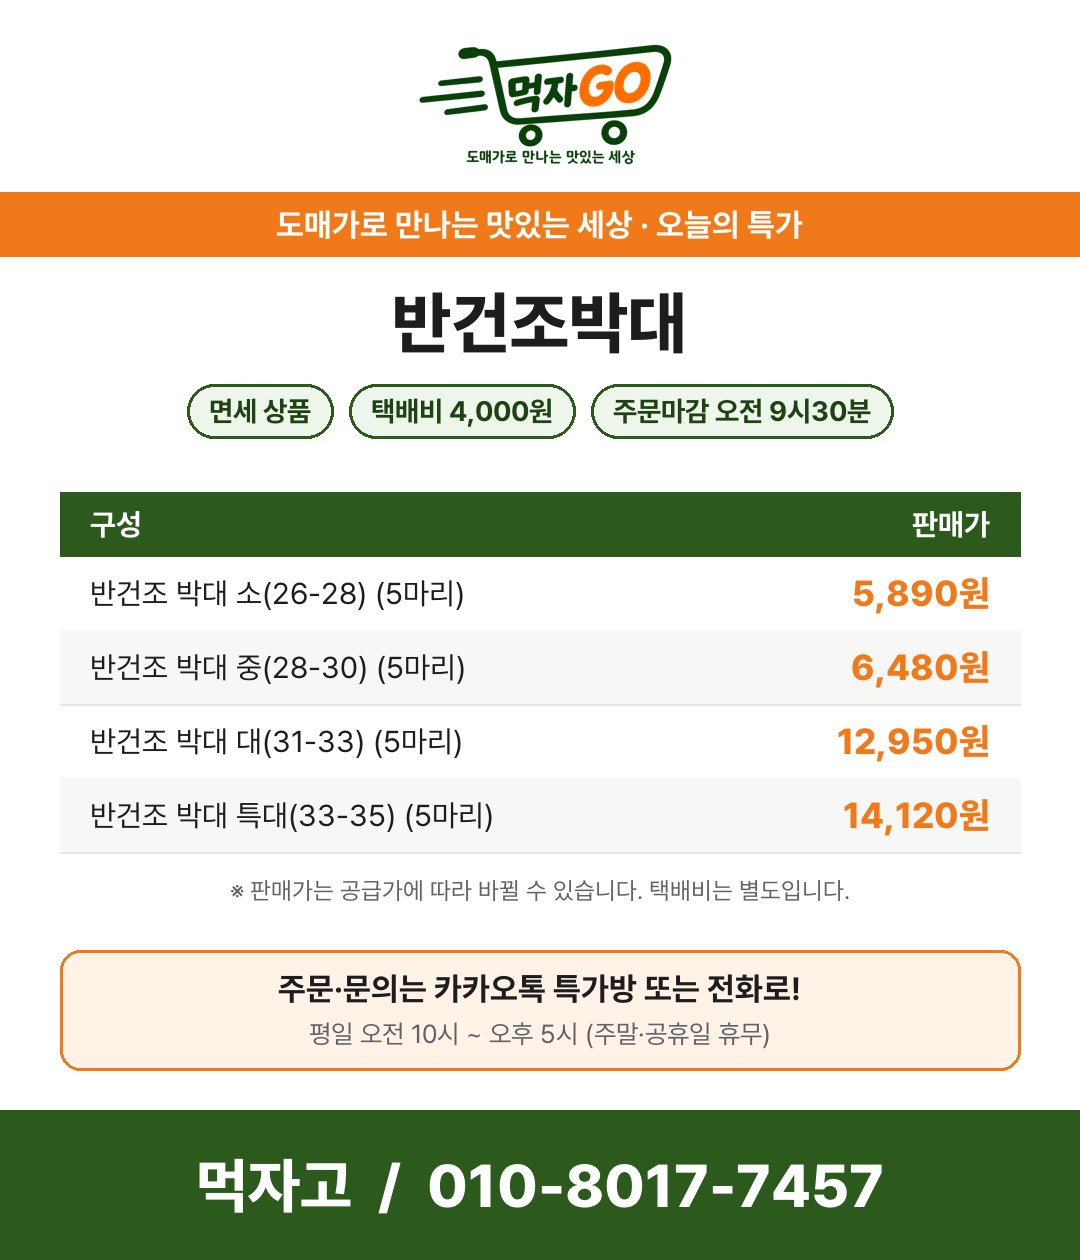 먹자GO
도매가로 만나는 맛있는 세상
도매가로 만나는 맛있는 세상 · 오늘의 특가
반건조박대
면세 상품 택배비 4,000원 주문마감 오전 9시30분
구성 판매가
반건조 박대 소(26-28) (5마리) 5,890원
반건조 박대 중(28-30) (5마리) 6,480원
반건조 박대 대(31-33) (5마리) 12,950원
반건조 박대 특대(33-35) (5마리) 14,120원
※ 판매가는 공급가에 따라 바뀔 수 있습니다. 택배비는 별도입니다.
주문·문의는 카카오톡 특가방 또는 전화로!
평일 오전 10시 ~ 오후 5시 (주말·공휴일 휴무)
먹자고 / 010-8017-7457